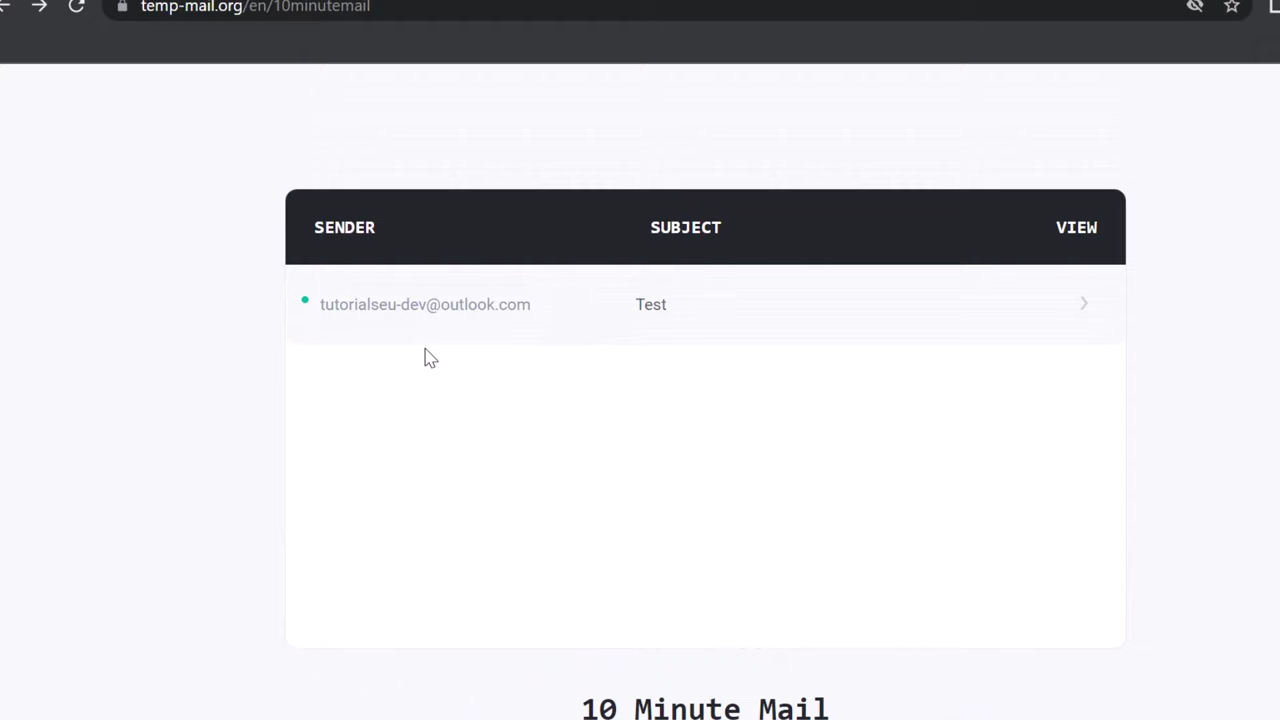 temp-mail.org/en/10minutemail
SENDER SUBJECT VIEW
tutorialseu-dev@outlook.com Test
10 Minute Mail